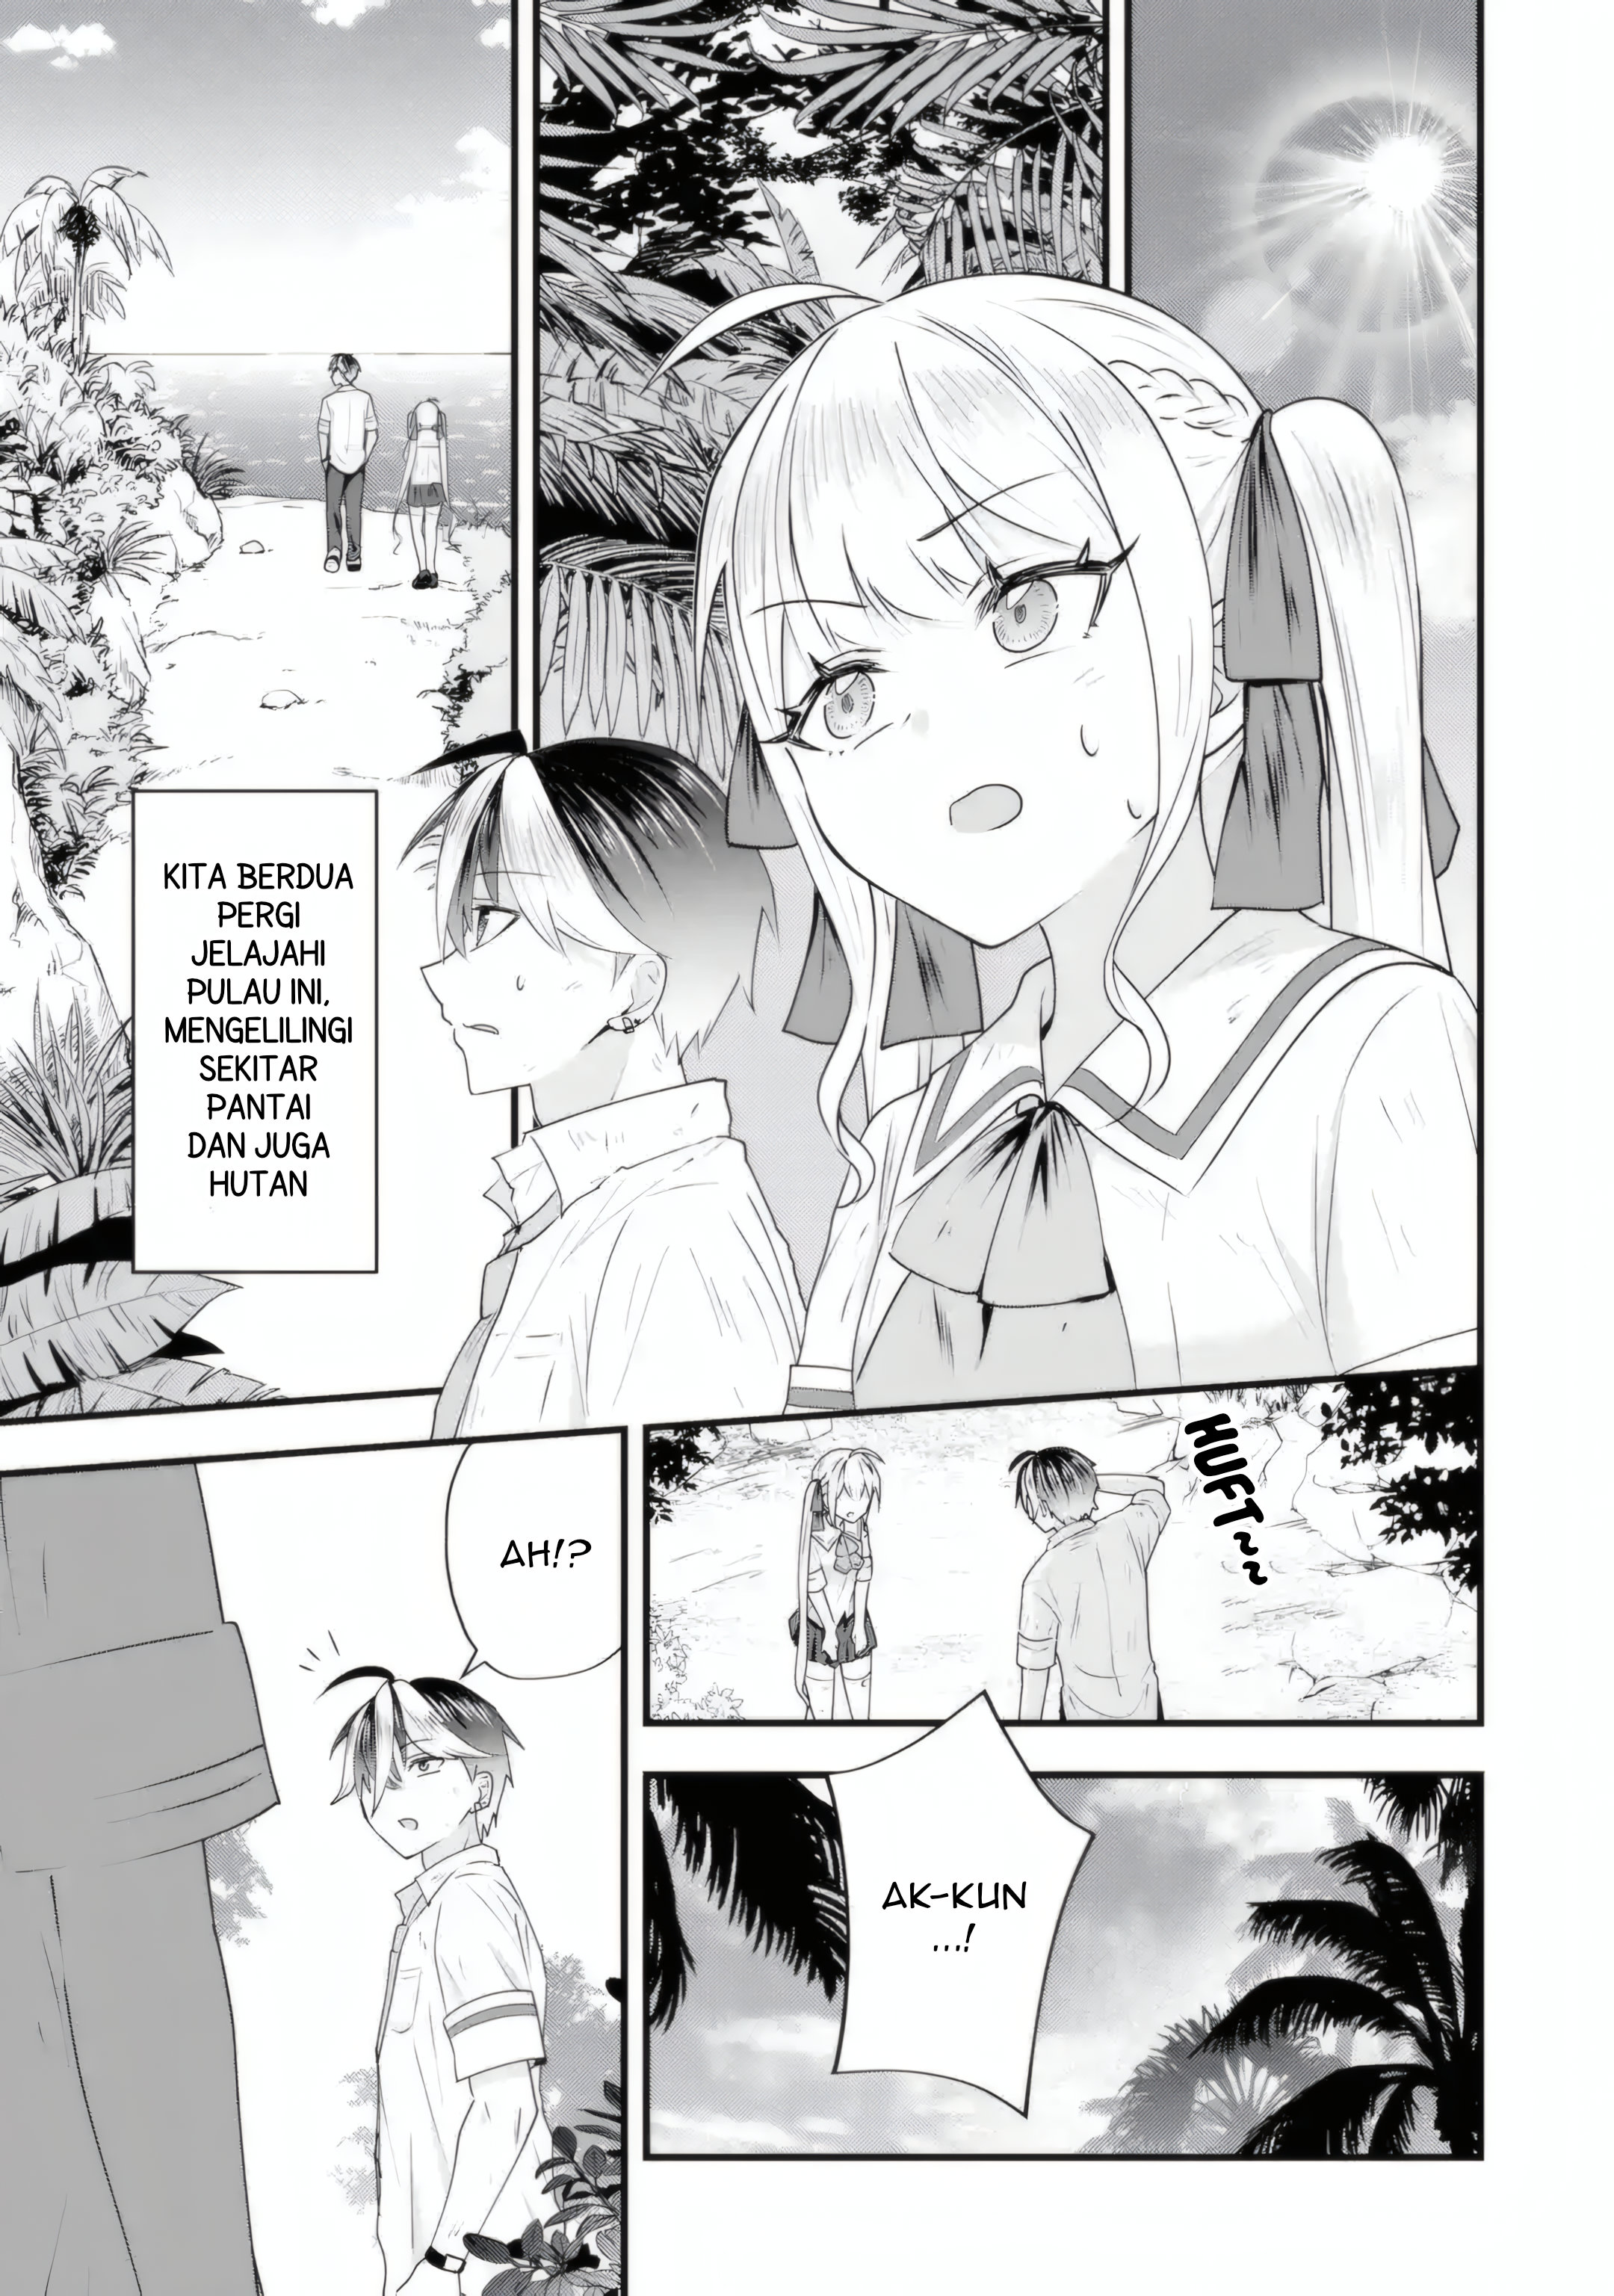 KITA BERDUA
PERGI
JELAJAHI
PULAU INI,
MENGELILINGI
SEKITAR
PANTAI
DAN JUGA
HUTAN
HUFT~~
AH!?
AK-KUN
...!